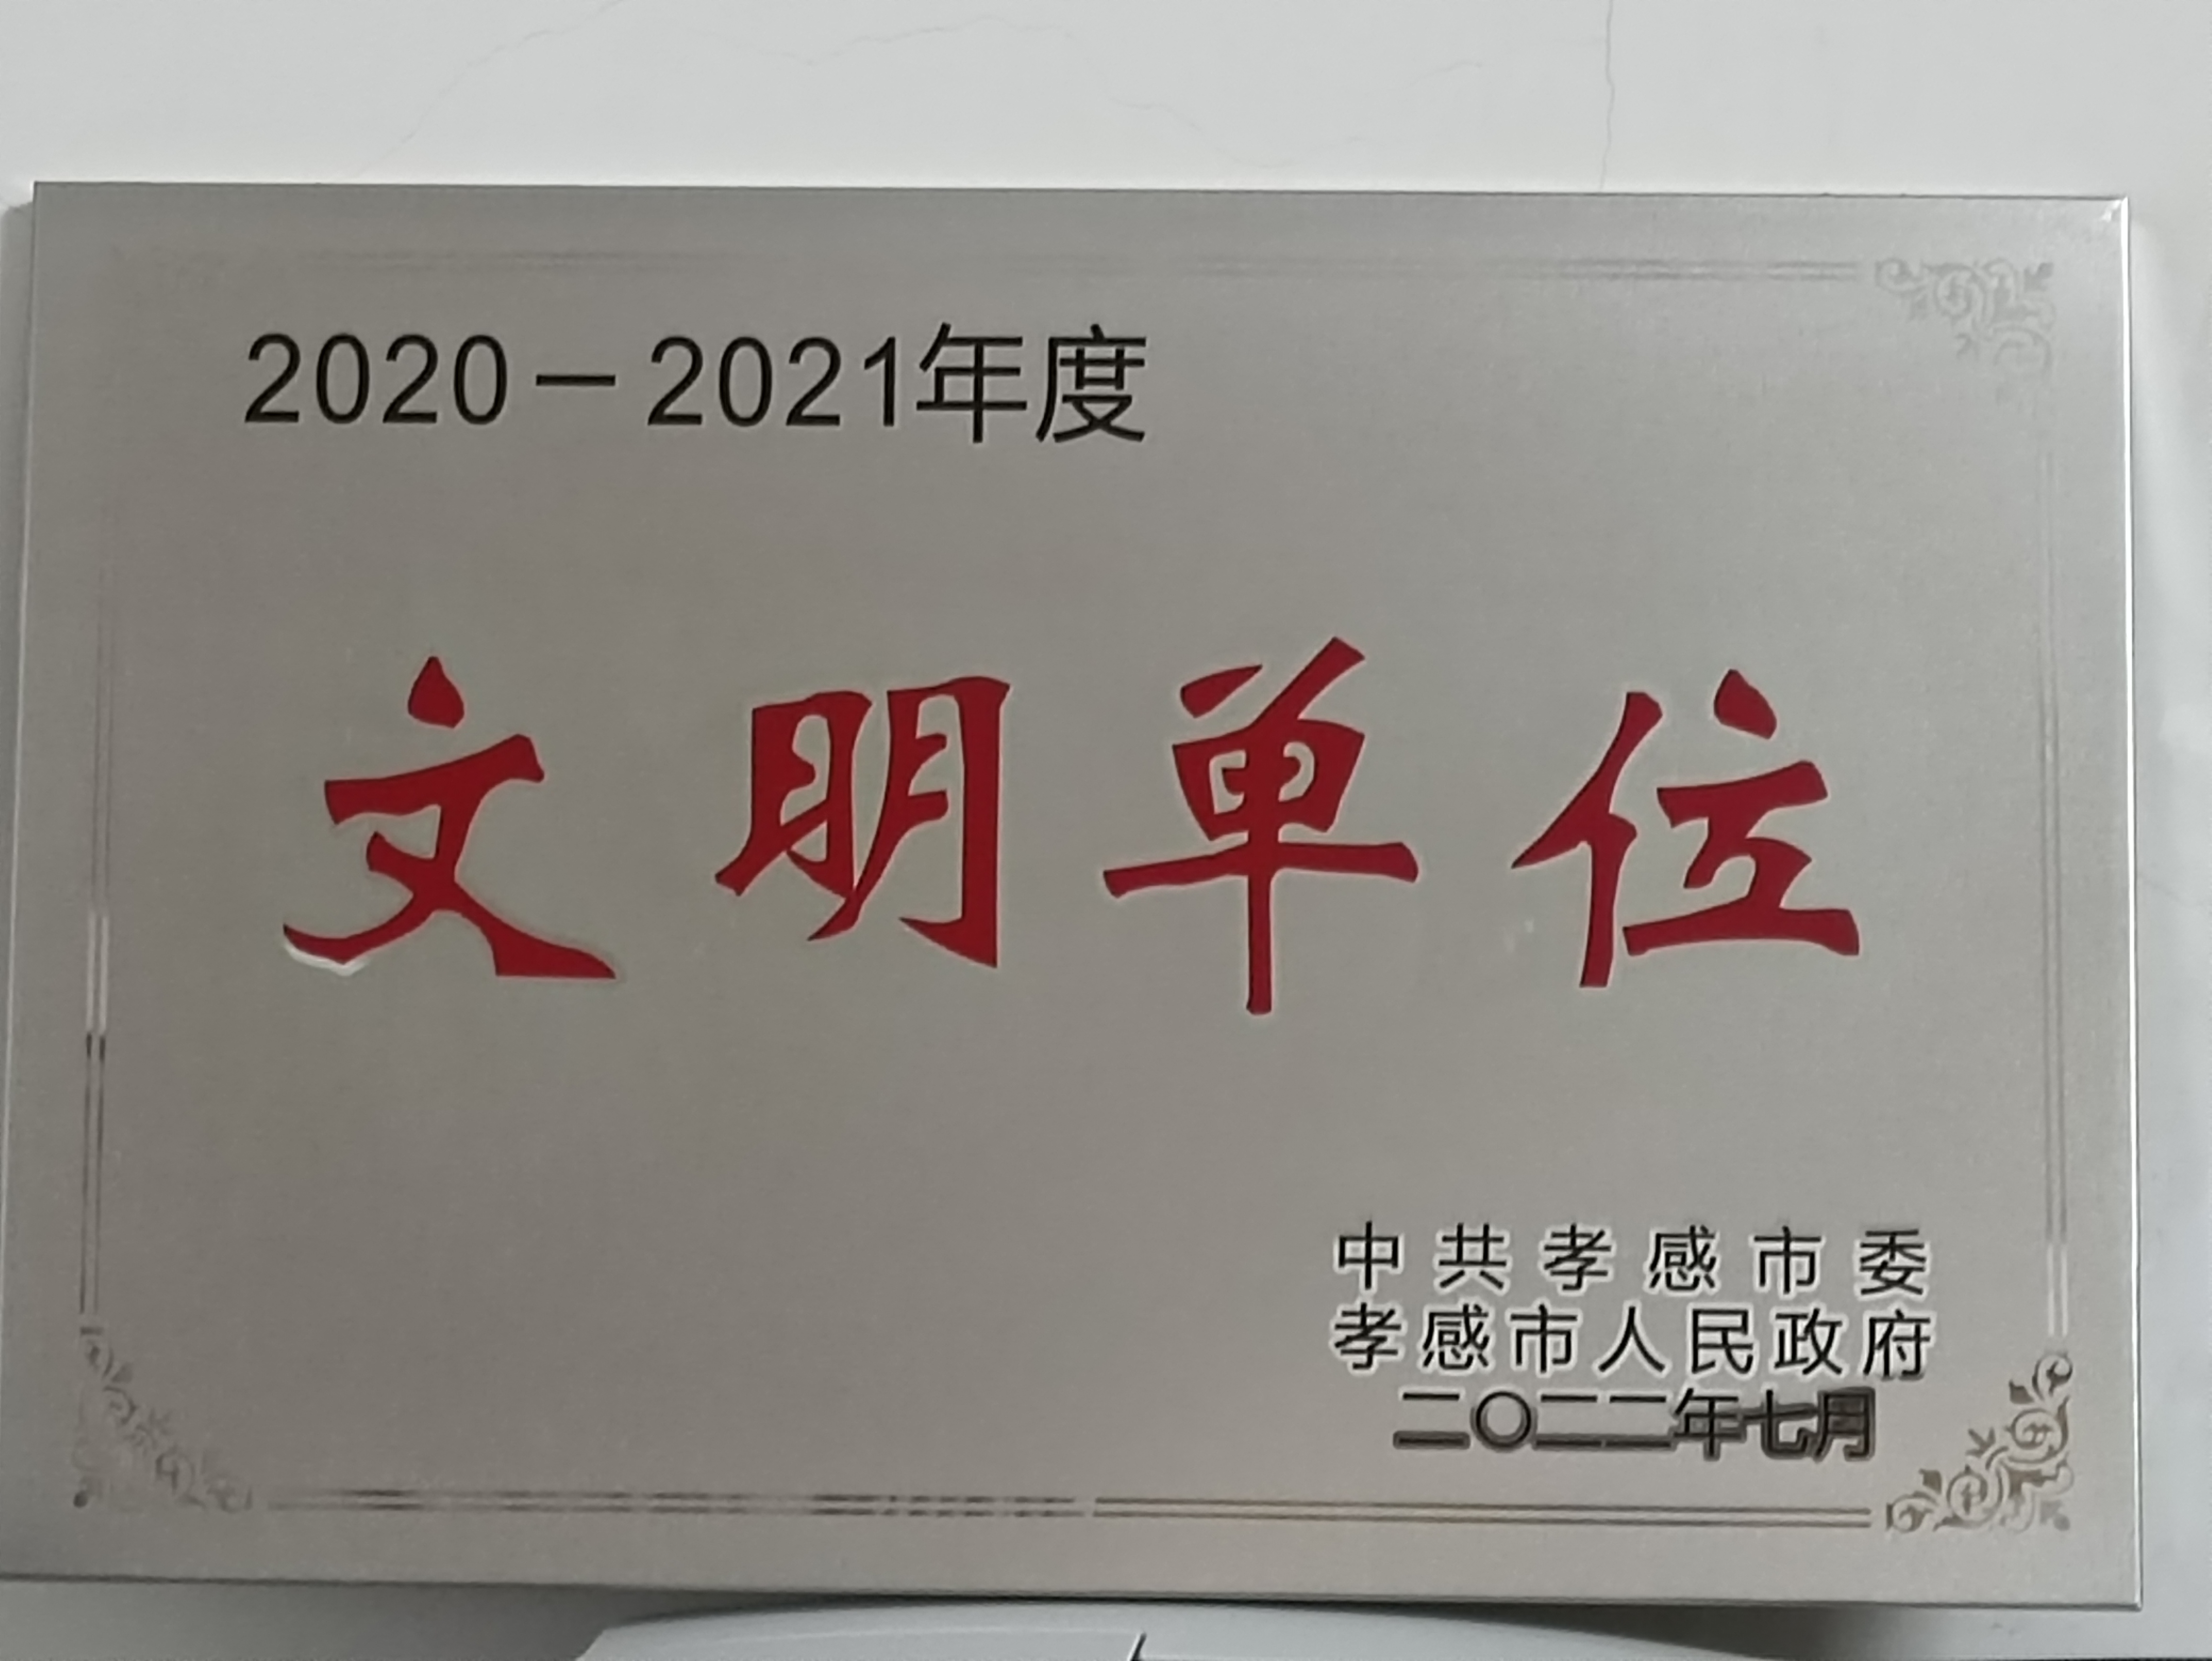 2020－2021年度
文明单位
中共孝感市委
孝感市人民政府
二〇二二年七月